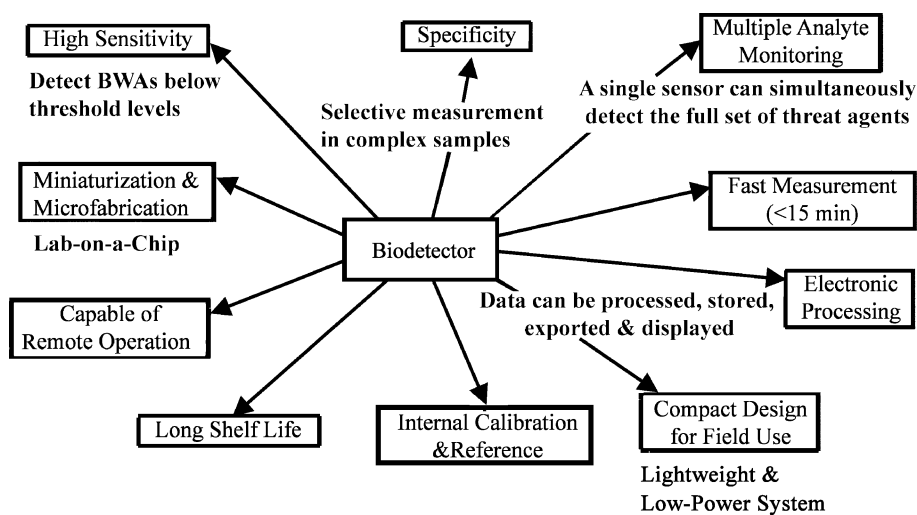 High Sensitivity
Detect BWAs below
threshold levels
Specificity
Selective measurement
in complex samples
Multiple Analyte
Monitoring
A single sensor can simultaneously
detect the full set of threat agents
Miniaturization &
Microfabrication
Lab-on-a-Chip
Fast Measurement
(<15 min)
Biodetector
Electronic
Processing
Data can be processed, stored,
exported & displayed
Capable of
Remote Operation
Long Shelf Life
Internal Calibration
&Reference
Compact Design
for Field Use
Lightweight &
Low-Power System